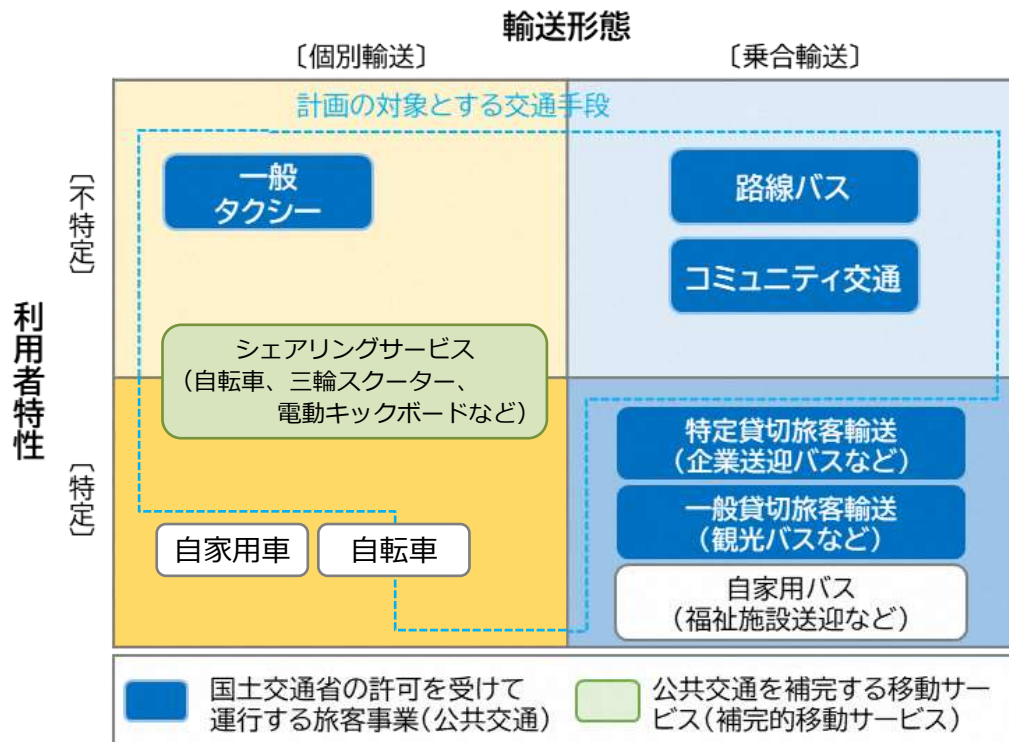 輸送形態
〔個別輸送〕
〔乗合輸送〕
計画の対象とする交通手段
利用者特性
〔不特定〕
一般
タクシー
路線バス
コミュニティ交通
シェアリングサービス
（自転車、三輪スクーター、
電動キックボードなど）
〔特定〕
特定貸切旅客輸送
（企業送迎バスなど）
一般貸切旅客輸送
（観光バスなど）
自家用車
自転車
自家用バス
（福祉施設送迎など）
国土交通省の許可を受けて
運行する旅客事業（公共交通）
公共交通を補完する移動サー
ビス（補完的移動サービス）